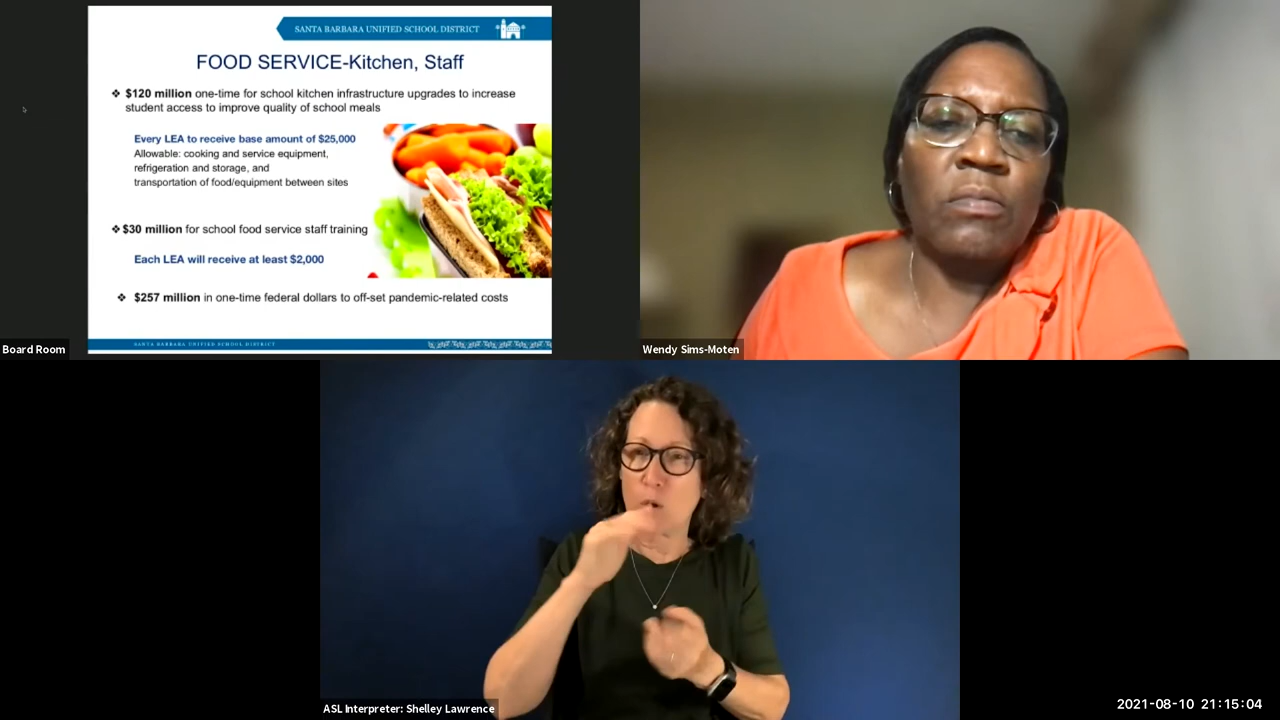 SANTA BARBARA UNIFIED SCHOOL DISTRICT
FOOD SERVICE-Kitchen, Staff
❖ $120 million one-time for school kitchen infrastructure upgrades to increase
student access to improve quality of school meals
Every LEA to receive base amount of $25,000
Allowable: cooking and service equipment,
refrigeration and storage, and
transportation of food/equipment between sites
❖ $30 million for school food service staff training
Each LEA will receive at least $2,000
❖ $257 million in one-time federal dollars to off-set pandemic-related costs
SANTA BARBARA UNIFIED SCHOOL DISTRICT
Board Room
Wendy Sims-Moten
ASL Interpreter: Shelley Lawrence
2021-08-10 21:15:04